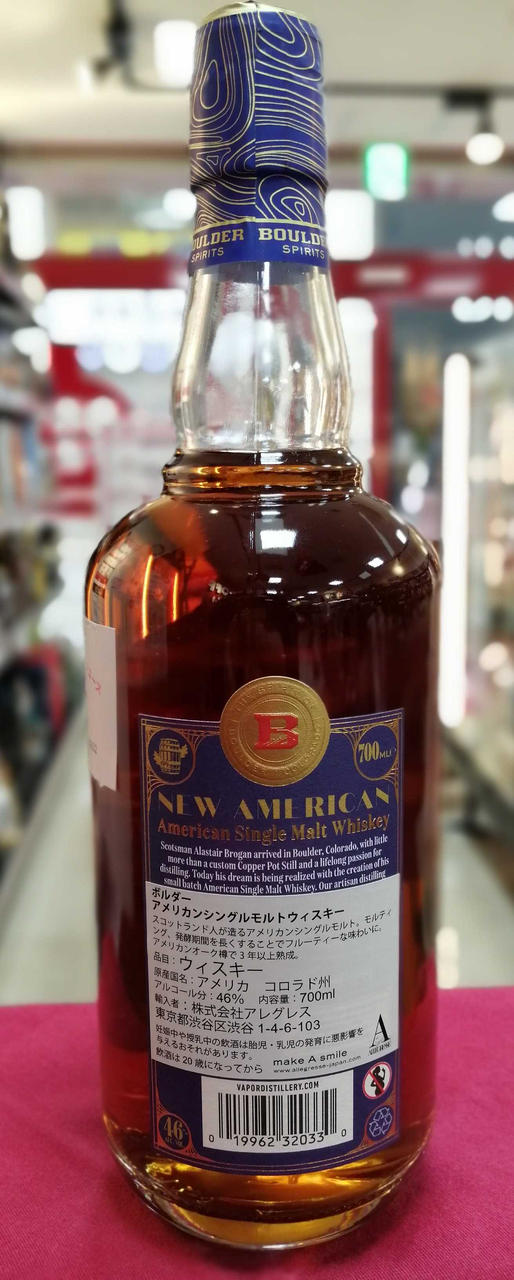 OULDER BOULDER
SPIRITS SPIRITS
B
700ML
NEW AMERICAN
American Single Malt Whiskey
Scotsman Alastair Brogan arrived in Boulder, Colorado, with little
more than a custom Copper Pot Still and a lifelong passion for
distilling. Today his dream is being realized with the creation of his
small batch American Single Malt Whiskey. Our artisan distilling
ボルダー
アメリカンシングルモルトウィスキー
スコットランド人が造るアメリカンシングルモルト。モルティ
ング、発酵期間を長くすることでフルーティーな味わいに。
アメリカンオーク樽で3年以上熟成。
品目：ウィスキー
原産国名：アメリカ コロラド州
アルコール分：46% 内容量：700ml
輸入者：株式会社アレグレス
東京都渋谷区渋谷 1-4-6-103
妊娠中や授乳中の飲酒は胎児・乳児の発育に悪影響を
与えるおそれがあります。
飲酒は20歳になってから
make A smile
www.allegresse-japan.com
A
VAPORDISTILLERY.COM
0 19962 32033 0
46